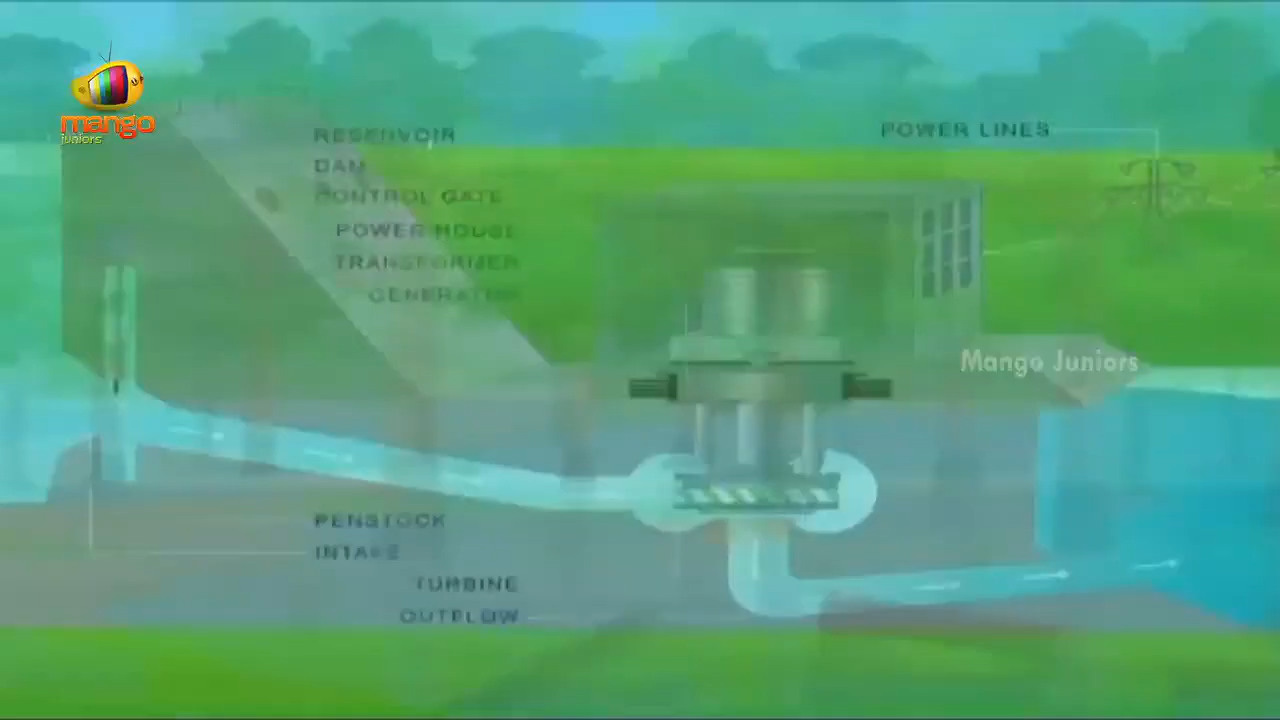 mango
juniors
RESERVOIR
DAM
CONTROL GATE
POWER HOUSE
TRANSFORMER
GENERATOR
POWER LINES
Mango Juniors
PENSTOCK
INTAKE
TURBINE
OUTFLOW